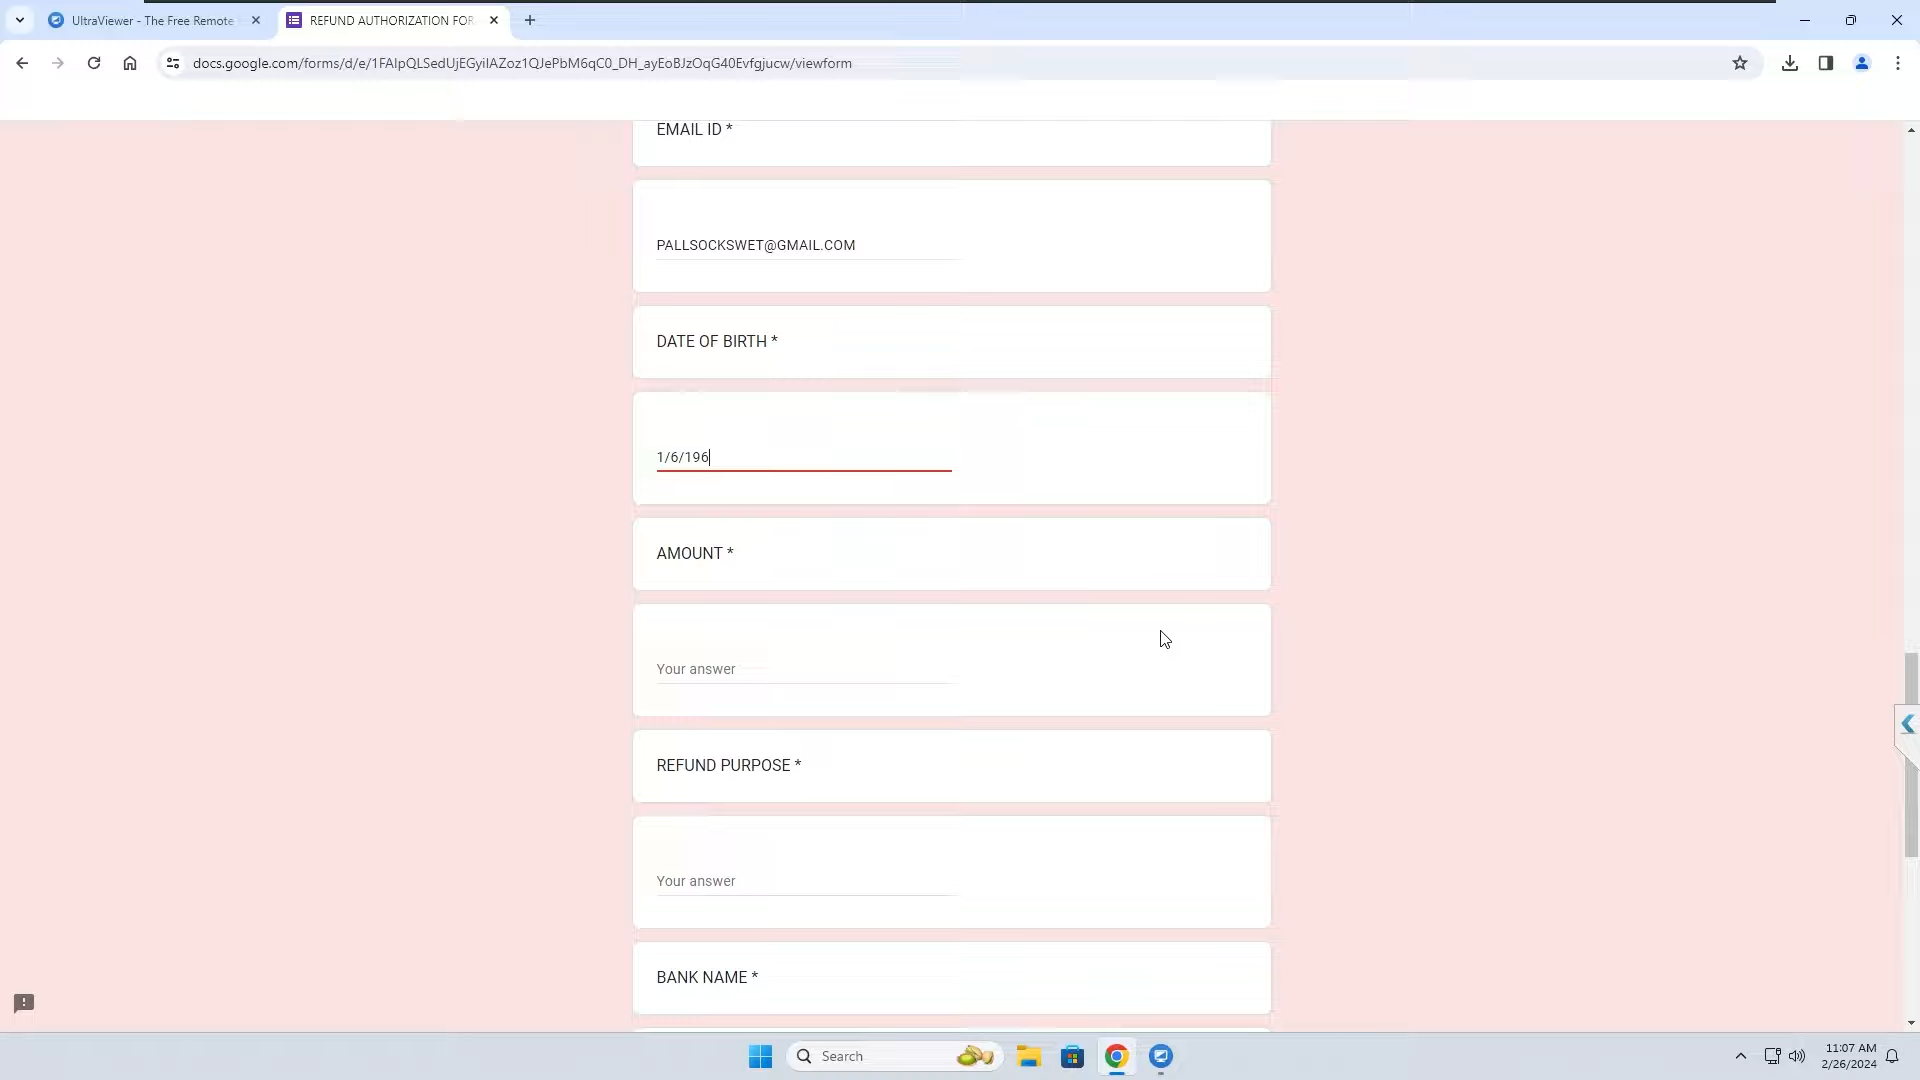 UltraViewer - The Free Remote
REFUND AUTHORIZATION FOR
docs.google.com/forms/d/e/1FAIpQLSedUjEGyiIAZoz1QJePbM6qC0_DH_ayEoBJzOqG40Evfgjucw/viewform
EMAIL ID *
PALLSOCKSWET@GMAIL.COM
DATE OF BIRTH *
1/6/196
AMOUNT *
Your answer
REFUND PURPOSE *
Your answer
BANK NAME *
Search
11:07 AM
2/26/2024